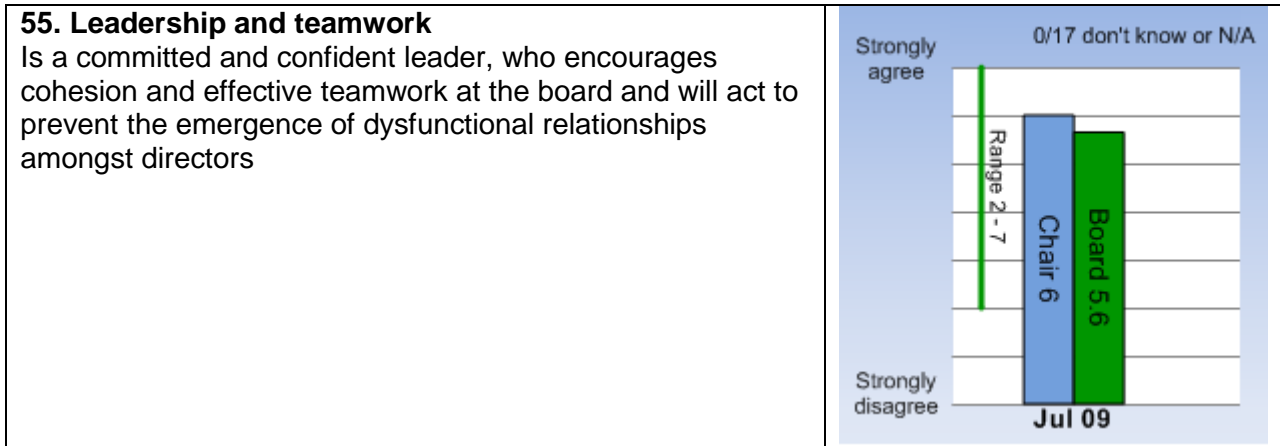 55. Leadership and teamwork
Is a committed and confident leader, who encourages
cohesion and effective teamwork at the board and will act to
prevent the emergence of dysfunctional relationships
amongst directors
0/17 don't know or N/A
Strongly
agree
Range 2 - 7
Chair 6
Board 5.6
Strongly
disagree
Jul 09